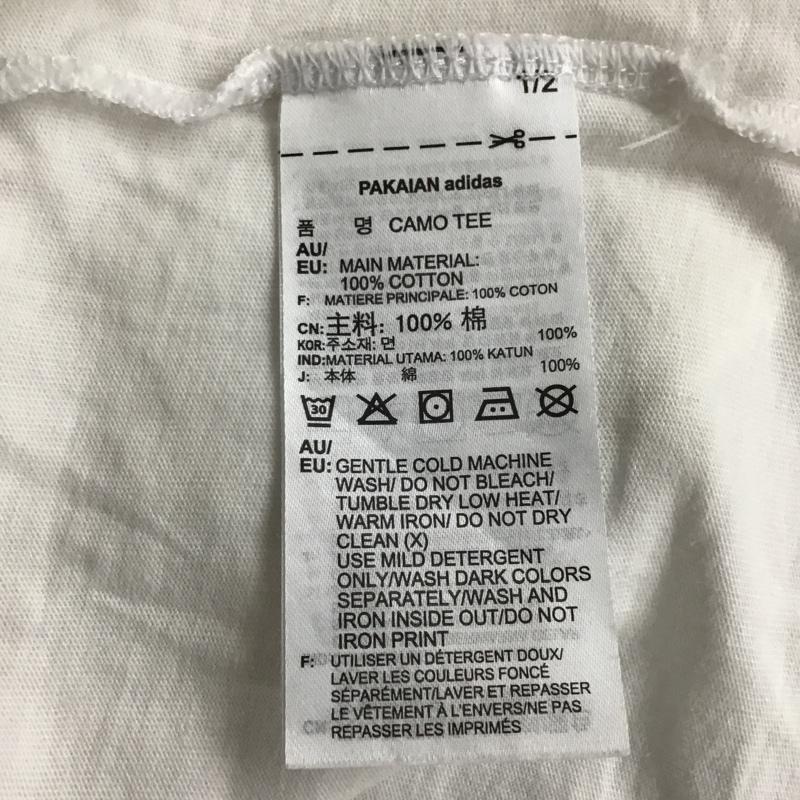 1/2
PAKAIAN adidas
품 명 CAMO TEE
AU/
EU: MAIN MATERIAL:
100% COTTON
F: MATIERE PRINCIPALE: 100% COTON
CN:主料: 100% 棉
KOR:주소재: 면 100%
IND:MATERIAL UTAMA: 100% KATUN
J: 本体 綿 100%
30
AU/
EU: GENTLE COLD MACHINE
WASH/ DO NOT BLEACH/
TUMBLE DRY LOW HEAT/
WARM IRON/ DO NOT DRY
CLEAN (X)
USE MILD DETERGENT
ONLY/WASH DARK COLORS
SEPARATELY/WASH AND
IRON INSIDE OUT/DO NOT
IRON PRINT
F: UTILISER UN DÉTERGENT DOUX/
LAVER LES COULEURS FONCÉ
SÉPARÉMENT/LAVER ET REPASSER
LE VÊTEMENT À L'ENVERS/NE PAS
REPASSER LES IMPRIMÉS